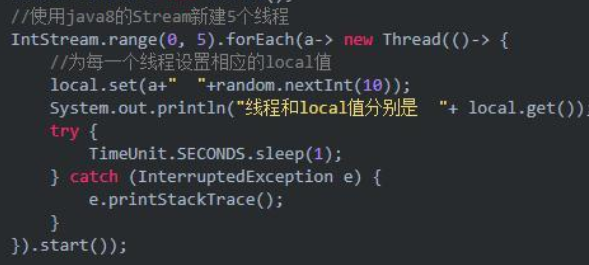 //使用java8的Stream新建5个线程
IntStream.range(0, 5).forEach(a-> new Thread(()-> {
    //为每一个线程设置相应的local值
    local.set(a+"  "+random.nextInt(10));
    System.out.println("线程和local值分别是  "+ local.get());
    try {
        TimeUnit.SECONDS.sleep(1);
    } catch (InterruptedException e) {
        e.printStackTrace();
    }
}).start());